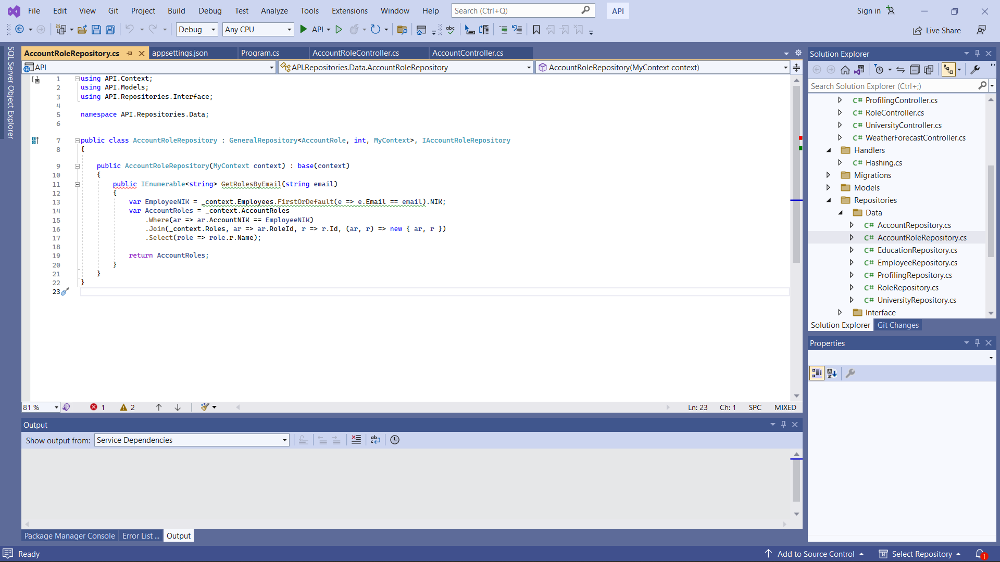 File Edit View Git Project Build Debug Test Analyze Tools Extensions Window Help Search (Ctrl+Q) API Sign in
Debug Any CPU API Live Share
SQL Server Object Explorer
AccountRoleRepository.cs appsettings.json Program.cs AccountRoleController.cs AccountController.cs
API API.Repositories.Data.AccountRoleRepository AccountRoleRepository(MyContext context)
1 using API.Context;
2 using API.Models;
3 using API.Repositories.Interface;
4
5 namespace API.Repositories.Data;
6
7 public class AccountRoleRepository : GeneralRepository<AccountRole, int, MyContext>, IAccountRoleRepository
8 {
9 public AccountRoleRepository(MyContext context) : base(context)
10 {
11 public IEnumerable<string> GetRolesByEmail(string email)
12 {
13 var EmployeeNIK = _context.Employees.FirstOrDefault(e => e.Email == email).NIK;
14 var AccountRoles = _context.AccountRoles
15 .Where(ar => ar.AccountNIK == EmployeeNIK)
16 .Join(_context.Roles, ar => ar.RoleId, r => r.Id, (ar, r) => new { ar, r })
17 .Select(role => role.r.Name);
18
19 return AccountRoles;
20 }
21 }
22 }
23
81 % 1 2 Ln: 23 Ch: 1 SPC MIXED
Output
Show output from: Service Dependencies
Package Manager Console Error List ... Output
Solution Explorer
Search Solution Explorer (Ctrl+;)
C# ProfilingController.cs
C# RoleController.cs
C# UniversityController.cs
C# WeatherForecastController.cs
Handlers
C# Hashing.cs
Migrations
Models
Repositories
Data
C# AccountRepository.cs
C# AccountRoleRepository.cs
C# EducationRepository.cs
C# EmployeeRepository.cs
C# ProfilingRepository.cs
C# RoleRepository.cs
C# UniversityRepository.cs
Interface
Solution Explorer Git Changes
Properties
Ready Add to Source Control Select Repository 1